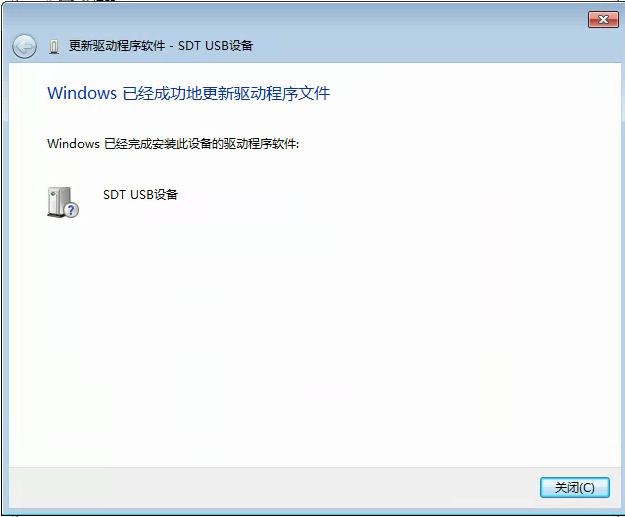 更新驱动程序软件 - SDT USB设备
Windows 已经成功地更新驱动程序文件
Windows 已经完成安装此设备的驱动程序软件:
SDT USB设备
关闭(C)